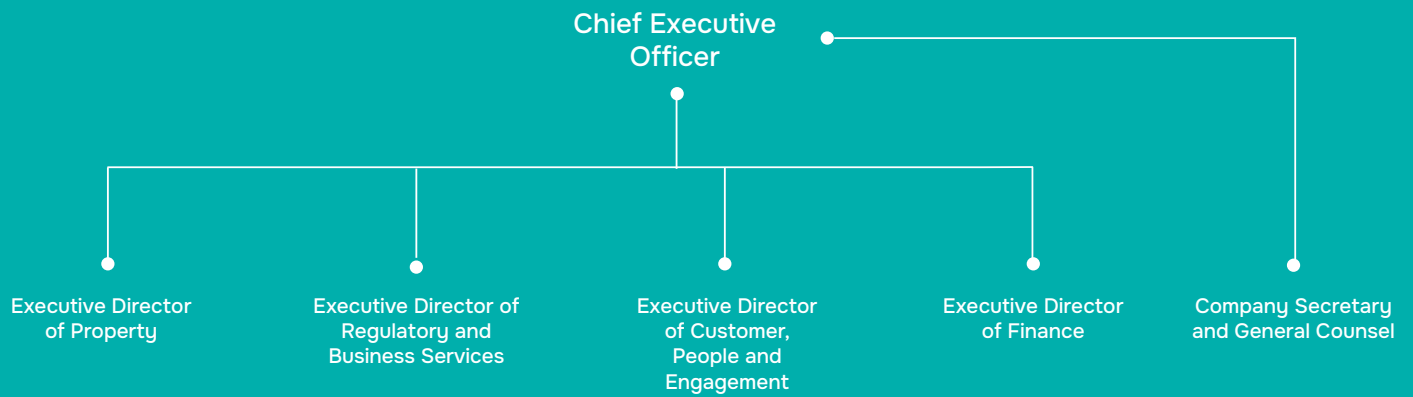 Chief Executive
Officer
Executive Director
of Property
Executive Director of
Regulatory and
Business Services
Executive Director
of Customer,
People and
Engagement
Executive Director
of Finance
Company Secretary
and General Counsel